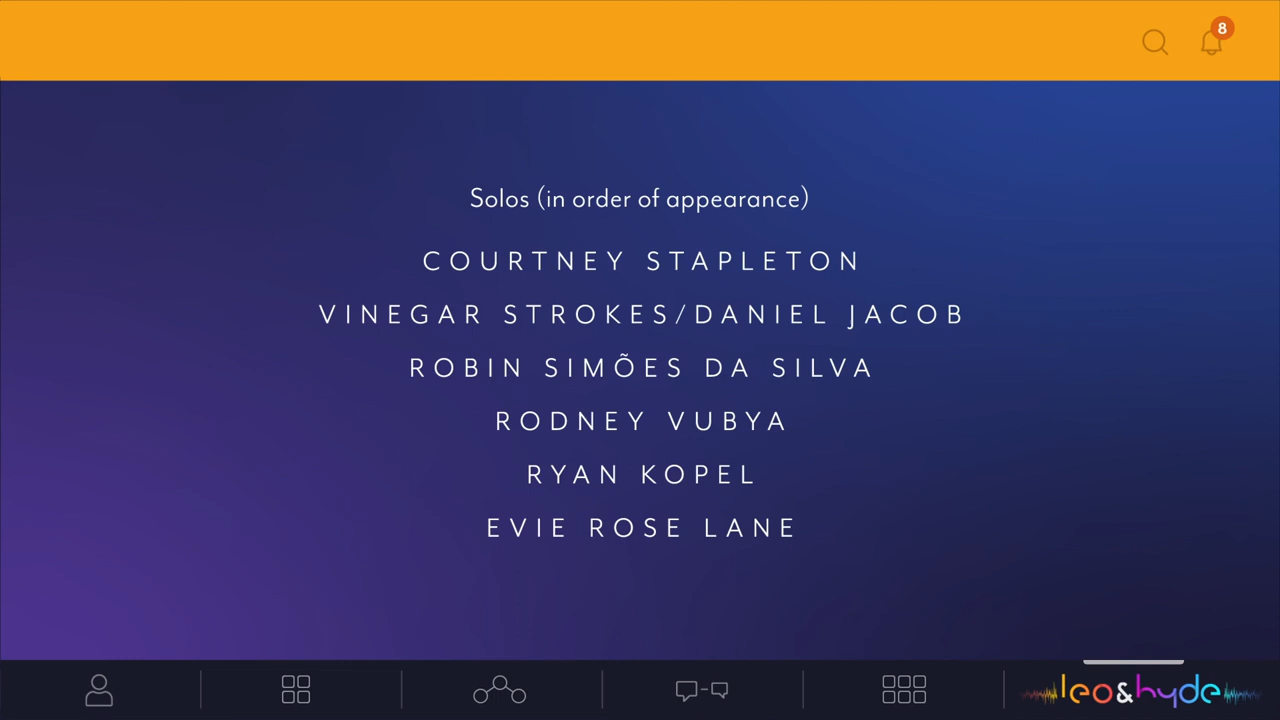 8
Solos (in order of appearance)
COURTNEY STAPLETON
VINEGAR STROKES/DANIEL JACOB
ROBIN SIMÕES DA SILVA
RODNEY VUBYA
RYAN KOPEL
EVIE ROSE LANE
leo&hyde